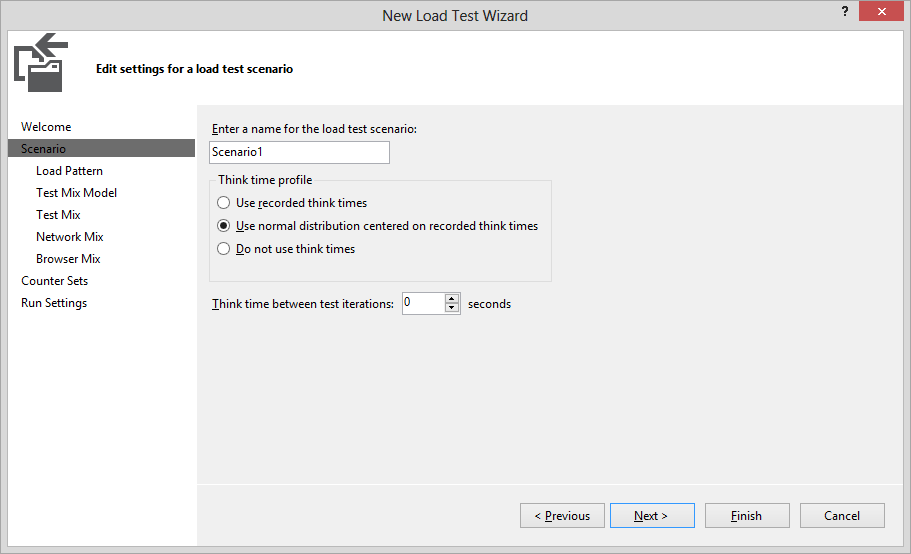 New Load Test Wizard
?
Edit settings for a load test scenario
Welcome
Scenario
Load Pattern
Test Mix Model
Test Mix
Network Mix
Browser Mix
Counter Sets
Run Settings
Enter a name for the load test scenario:
Scenario1
Think time profile
Use recorded think times
Use normal distribution centered on recorded think times
Do not use think times
Think time between test iterations: 0 seconds
< Previous Next > Finish Cancel